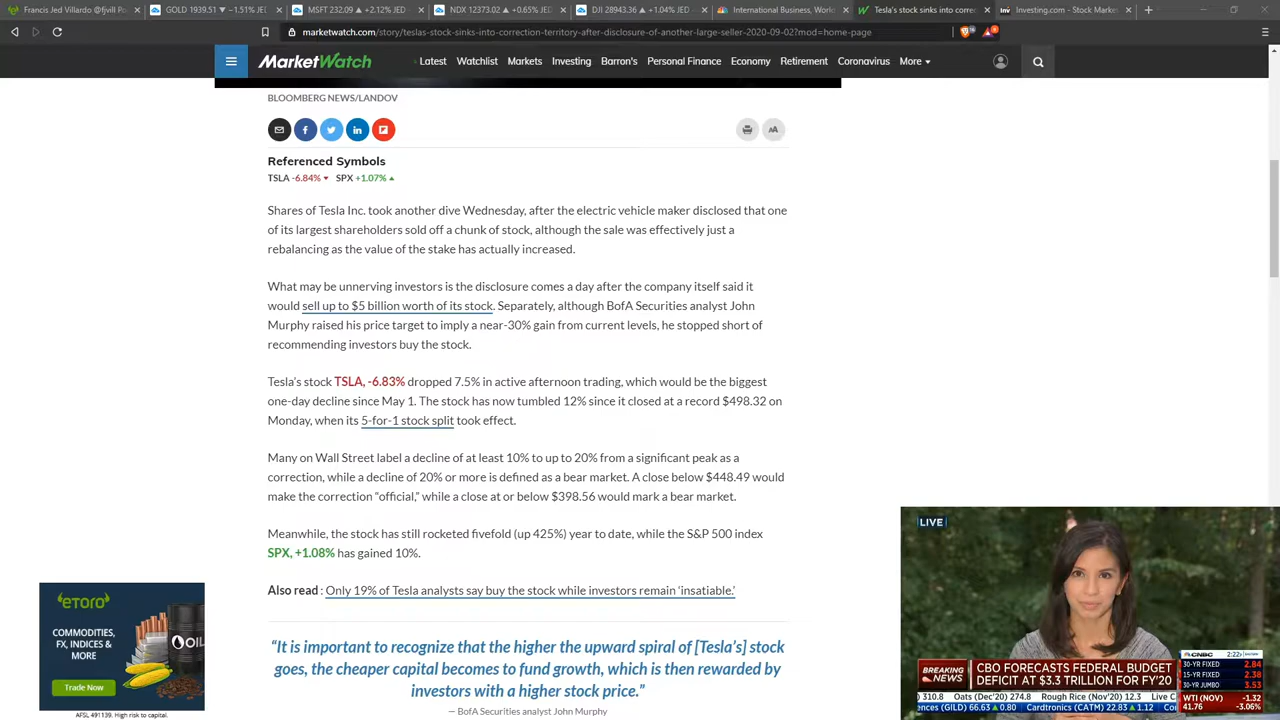 Francis Jed Villardo @fjvill Po
GOLD 1939.51 ▼ −1.51% JED
MSFT 232.09 ▲ +2.12% JED
NDX 12373.02 ▲ +0.65% JED
DJI 28943.36 ▲ +1.04% JED
International Business, World
Tesla's stock sinks into correc
Investing.com - Stock Market
marketwatch.com/story/teslas-stock-sinks-into-correction-territory-after-disclosure-of-another-large-seller-2020-09-02?mod=home-page
MarketWatch
Latest Watchlist Markets Investing Barron's Personal Finance Economy Retirement Coronavirus More
BLOOMBERG NEWS/LANDOV
Referenced Symbols
TSLA -6.84% ▼ SPX +1.07% ▲
Shares of Tesla Inc. took another dive Wednesday, after the electric vehicle maker disclosed that one
of its largest shareholders sold off a chunk of stock, although the sale was effectively just a
rebalancing as the value of the stake has actually increased.
What may be unnerving investors is the disclosure comes a day after the company itself said it
would sell up to $5 billion worth of its stock. Separately, although BofA Securities analyst John
Murphy raised his price target to imply a near-30% gain from current levels, he stopped short of
recommending investors buy the stock.
Tesla's stock TSLA, -6.83% dropped 7.5% in active afternoon trading, which would be the biggest
one-day decline since May 1. The stock has now tumbled 12% since it closed at a record $498.32 on
Monday, when its 5-for-1 stock split took effect.
Many on Wall Street label a decline of at least 10% to up to 20% from a significant peak as a
correction, while a decline of 20% or more is defined as a bear market. A close below $448.49 would
make the correction "official," while a close at or below $398.56 would mark a bear market.
Meanwhile, the stock has still rocketed fivefold (up 425%) year to date, while the S&P 500 index
SPX, +1.08% has gained 10%.
Also read : Only 19% of Tesla analysts say buy the stock while investors remain 'insatiable.'
"It is important to recognize that the higher the upward spiral of [Tesla's] stock
goes, the cheaper capital becomes to fund growth, which is then rewarded by
investors with a higher stock price."
— BofA Securities analyst John Murphy
eToro
COMMODITIES,
FX, INDICES &
MORE
OIL
Trade Now
AFSL 491139. High risk to capital.
LIVE
BREAKING
NEWS
CBO FORECASTS FEDERAL BUDGET
DEFICIT AT $3.3 TRILLION FOR FY'20
CNBC 2:22P
30-YR FIXED 2.84
15-YR FIXED 2.38
30-YR JUMBO 3.53
WTI (NOV) -1.32
41.76 -3.06%
310.8 Oats (Dec'20) 274.8 Rough Rice (Nov'20) 12.3 Live C
nces (GILD) 66.63 ▲ 0.80 Cardtronics (CATM) 22.83 ▲ 1.12